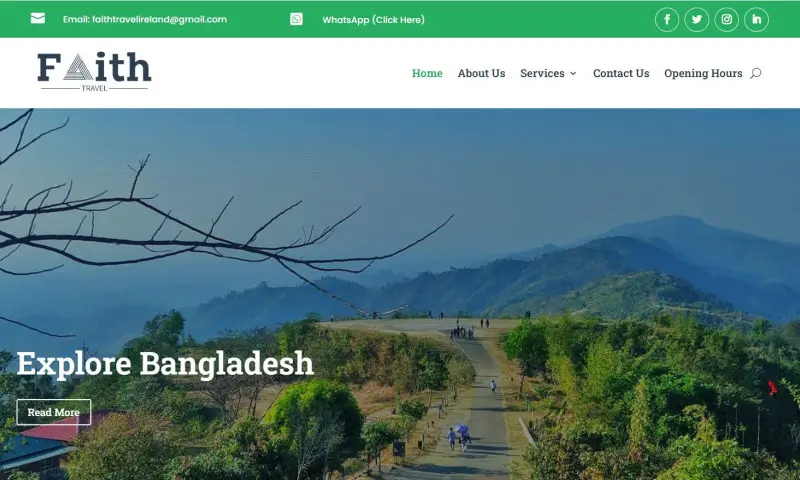 Email: faithtravelireland@gmail.com
WhatsApp (Click Here)
Faith
TRAVEL
Home
About Us
Services
Contact Us
Opening Hours
Explore Bangladesh
Read More